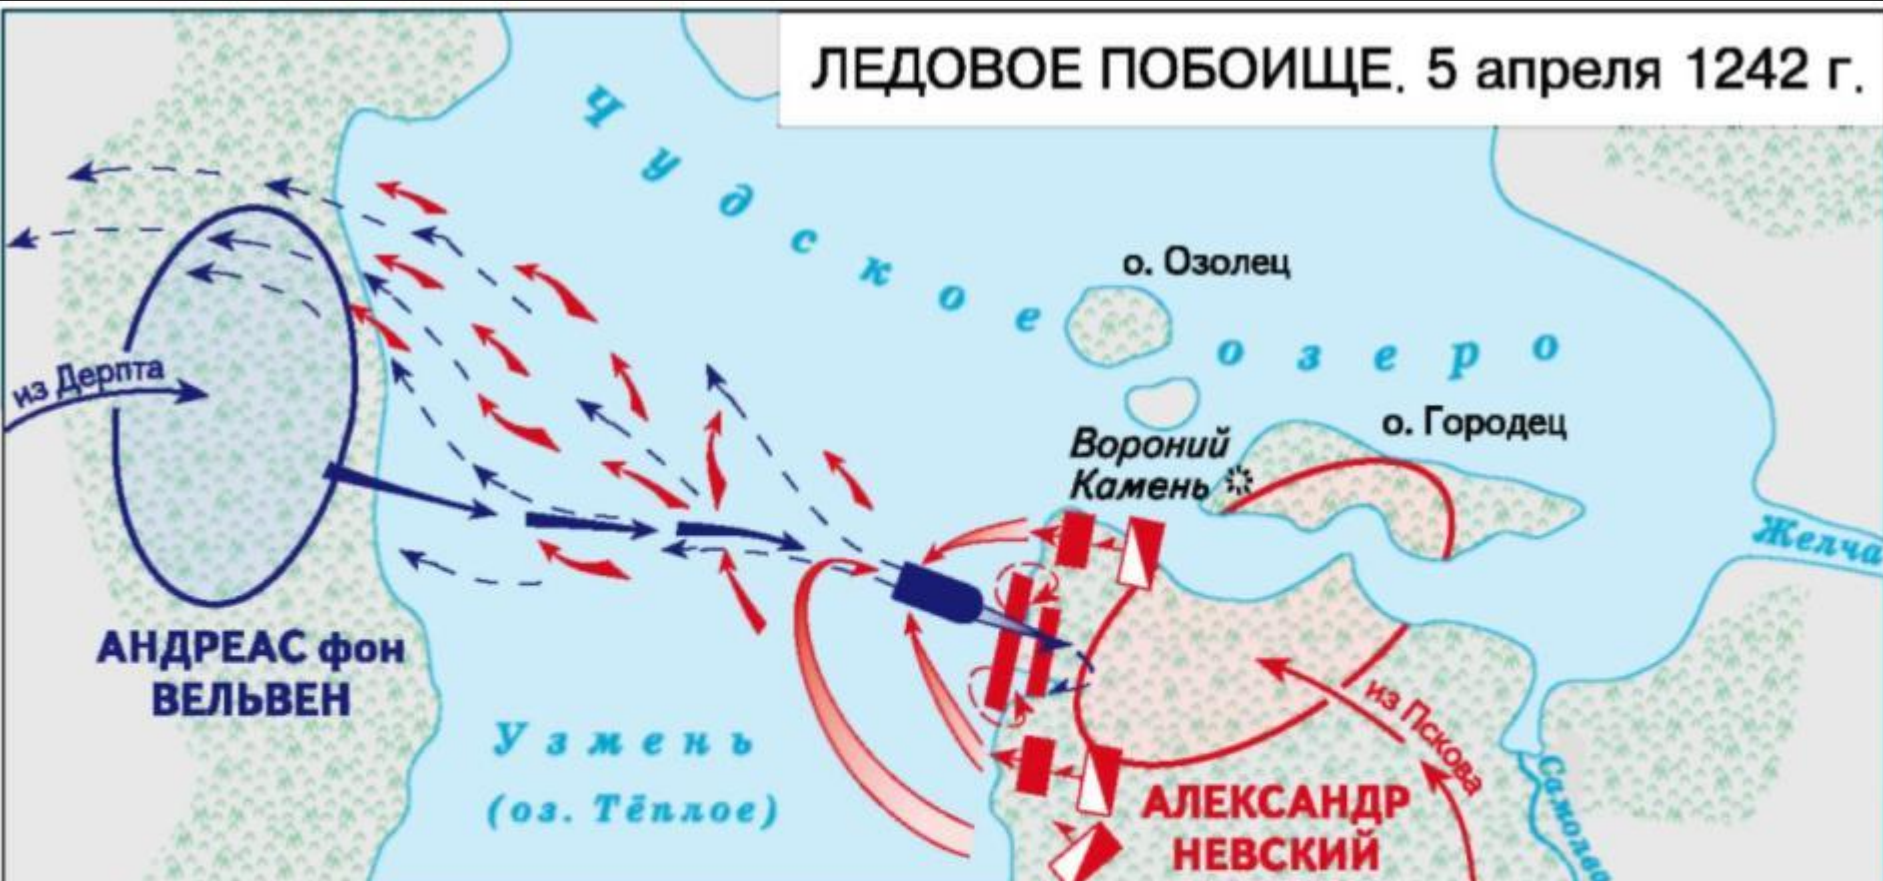 ЛЕДОВОЕ ПОБОИЩЕ. 5 апреля 1242 г.
Чудское озеро
о. Озолец
о. Городец
Вороний
Камень
Желча
из Дерпта
АНДРЕАС фон
ВЕЛЬВЕН
Узмень
(оз. Тёплое)
из Пскова
АЛЕКСАНДР
НЕВСКИЙ
Самолва